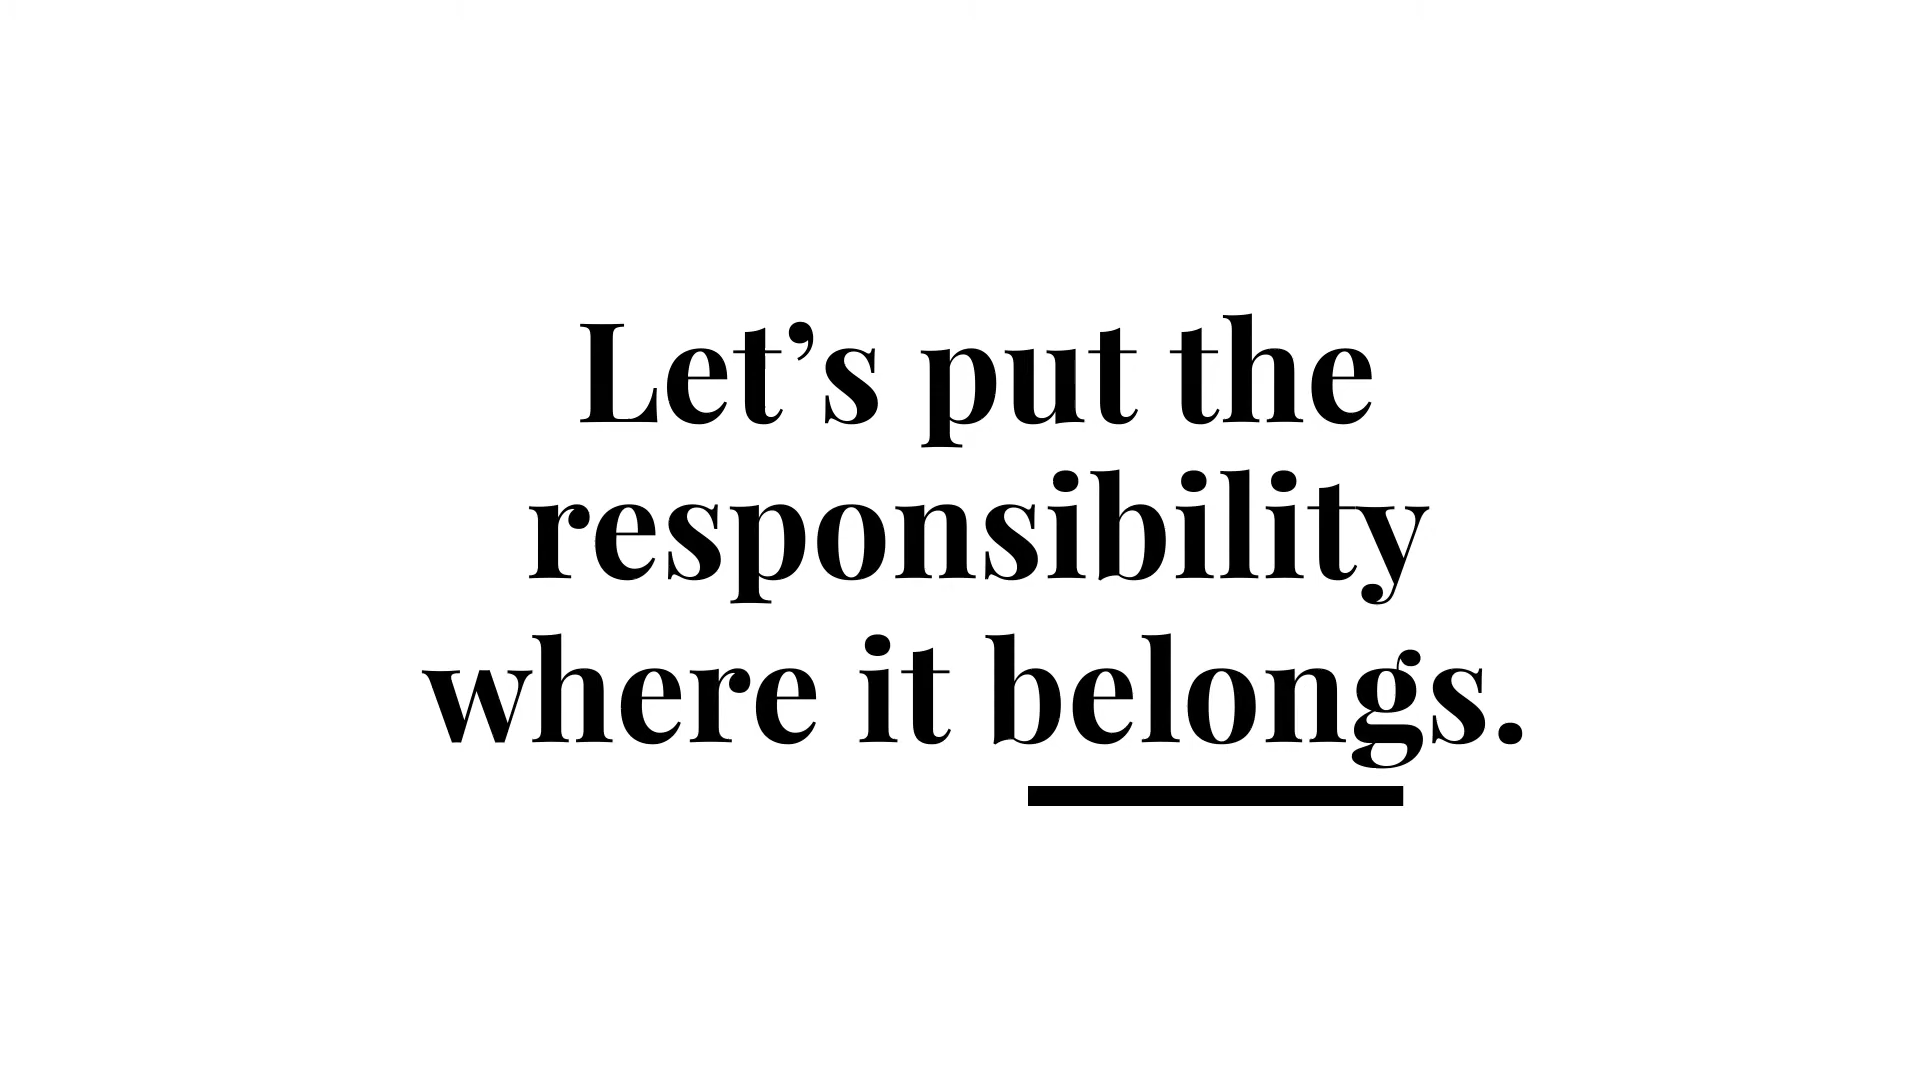 Let’s put the
responsibility
where it belongs.